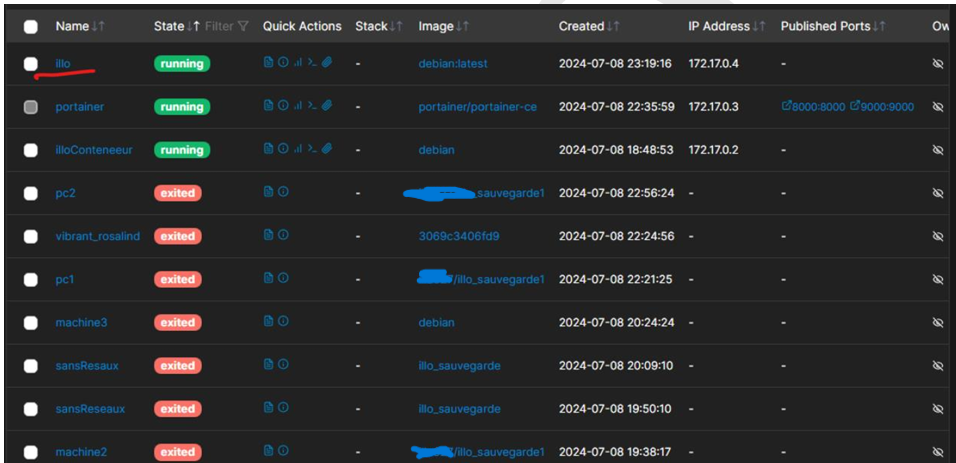 Name State Filter Quick Actions Stack Image Created IP Address Published Ports Ow
illo running - debian:latest 2024-07-08 23:19:16 172.17.0.4 -
portainer running - portainer/portainer-ce 2024-07-08 22:35:59 172.17.0.3 8000:8000 9000:9000
illoConteneur running - debian 2024-07-08 18:48:53 172.17.0.2 -
pc2 exited - _sauvegarde1 2024-07-08 22:56:24 - -
vibrant_rosalind exited - 3069c3406fd9 2024-07-08 22:24:56 - -
pc1 exited - /illo_sauvegarde1 2024-07-08 22:21:25 - -
machine3 exited - debian 2024-07-08 20:24:24 - -
sansResaux exited - illo_sauvegarde 2024-07-08 20:09:10 - -
sansReseaux exited - illo_sauvegarde 2024-07-08 19:50:10 - -
machine2 exited - /illo_sauvegarde1 2024-07-08 19:38:17 - -